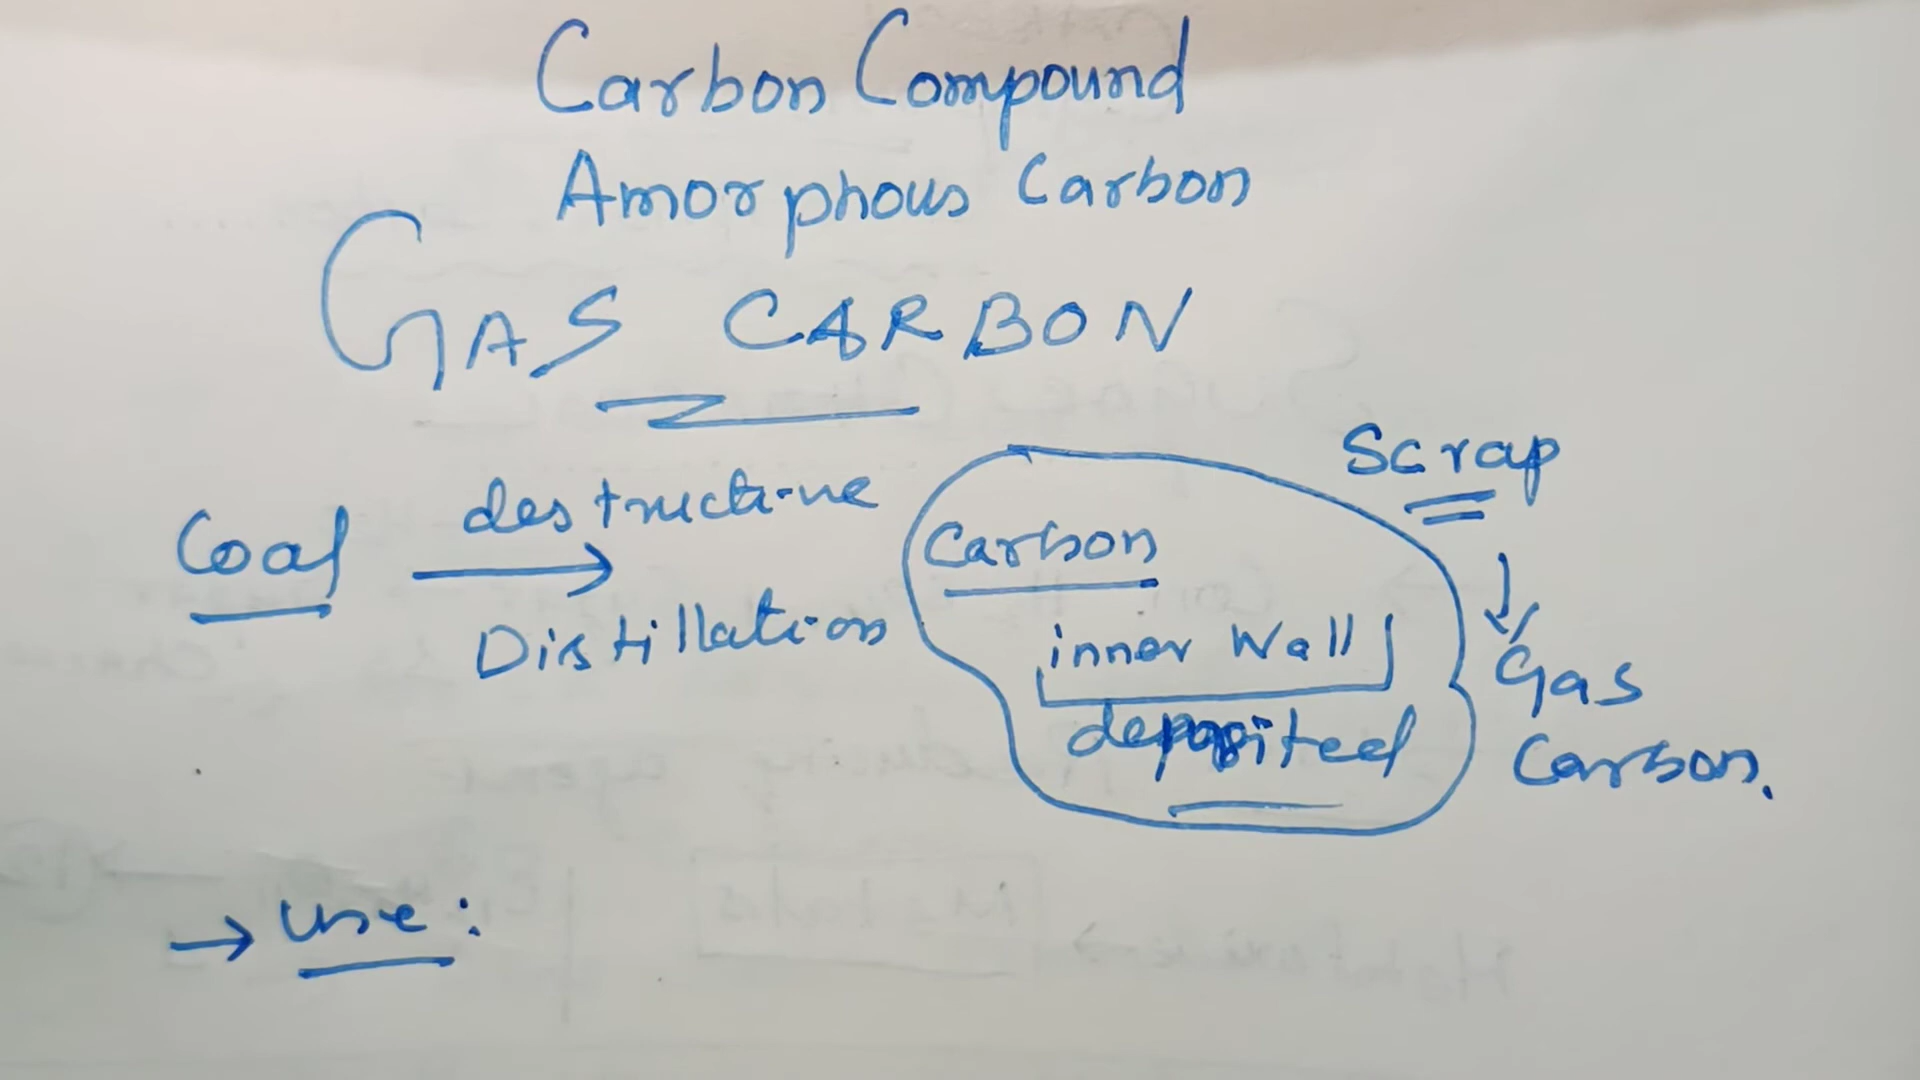 Carbon Compound
Amorphous Carbon
GAS CARBON
Coal → destructive Distillation
Carbon
inner Wall
deposited
Scrap
↓
Gas
Carbon.
→ use: